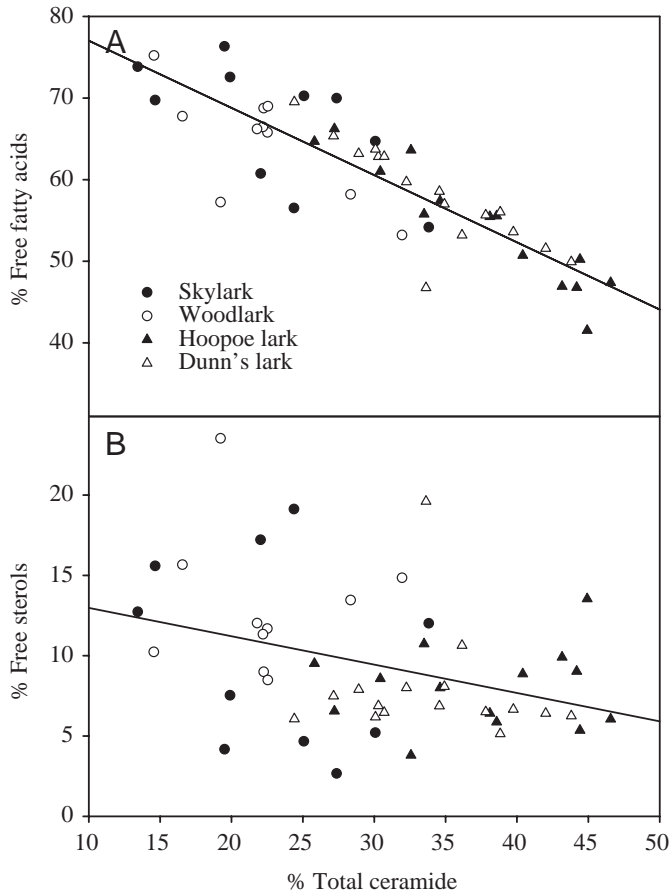 80
A
70
60
50
40
% Free fatty acids
Skylark
Woodlark
Hoopoe lark
Dunn's lark
B
20
15
10
5
0
% Free sterols
10 15 20 25 30 35 40 45 50
% Total ceramide